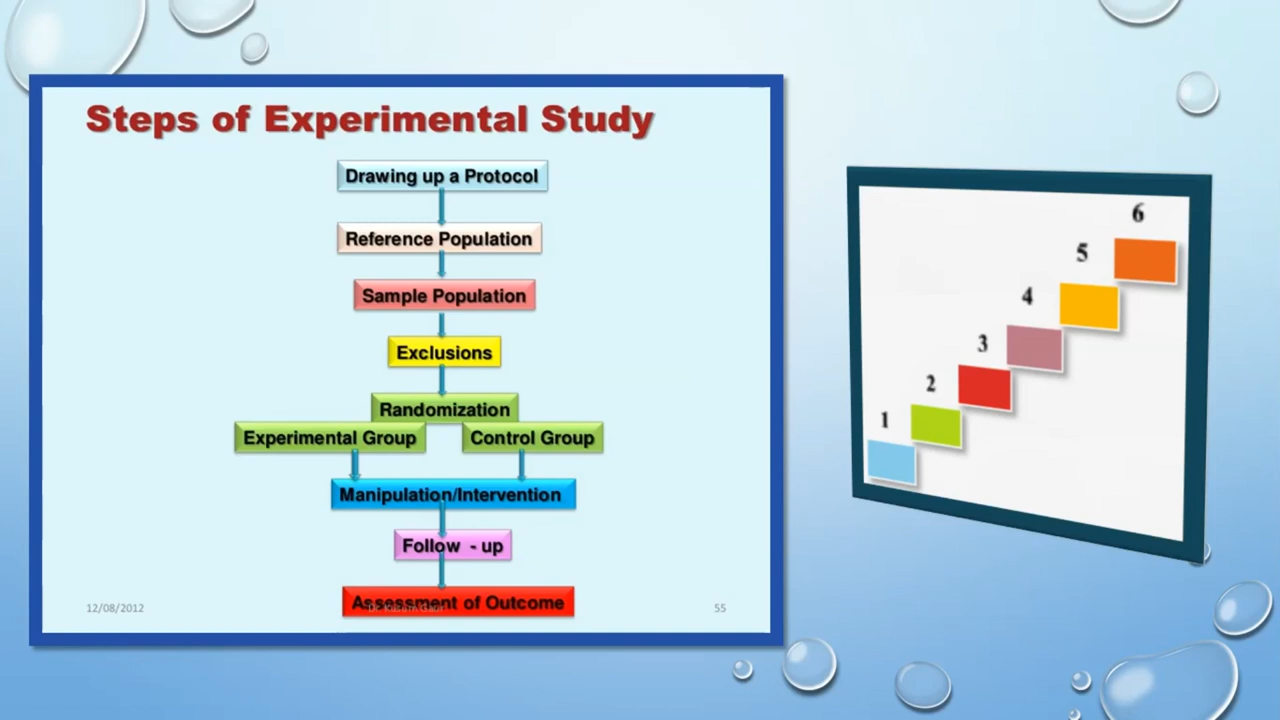 Steps of Experimental Study
Drawing up a Protocol
Reference Population
Sample Population
Exclusions
Randomization
Experimental Group
Control Group
Manipulation/Intervention
Follow - up
Assessment of Outcome
12/08/2012
55
6
5
4
3
2
1